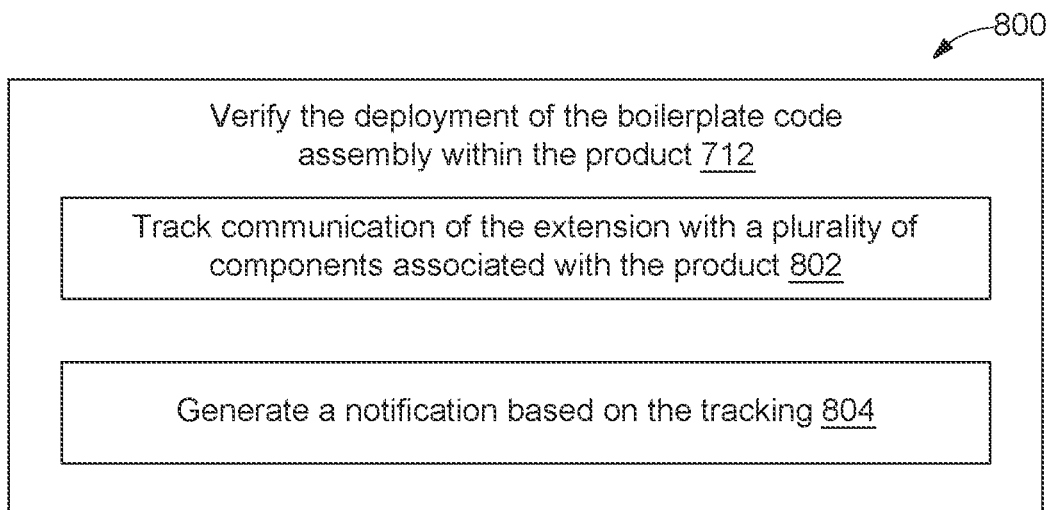 800
Verify the deployment of the boilerplate code
assembly within the product 712
Track communication of the extension with a plurality of
components associated with the product 802
Generate a notification based on the tracking 804